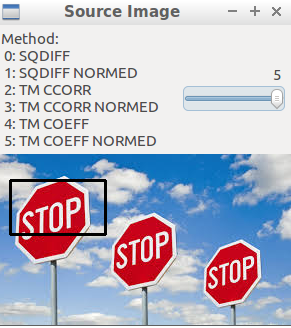 Source Image
Method:
0: SQDIFF
1: SQDIFF NORMED
2: TM CCORR
3: TM CCORR NORMED
4: TM COEFF
5: TM COEFF NORMED
5
STOP
STOP
STOP